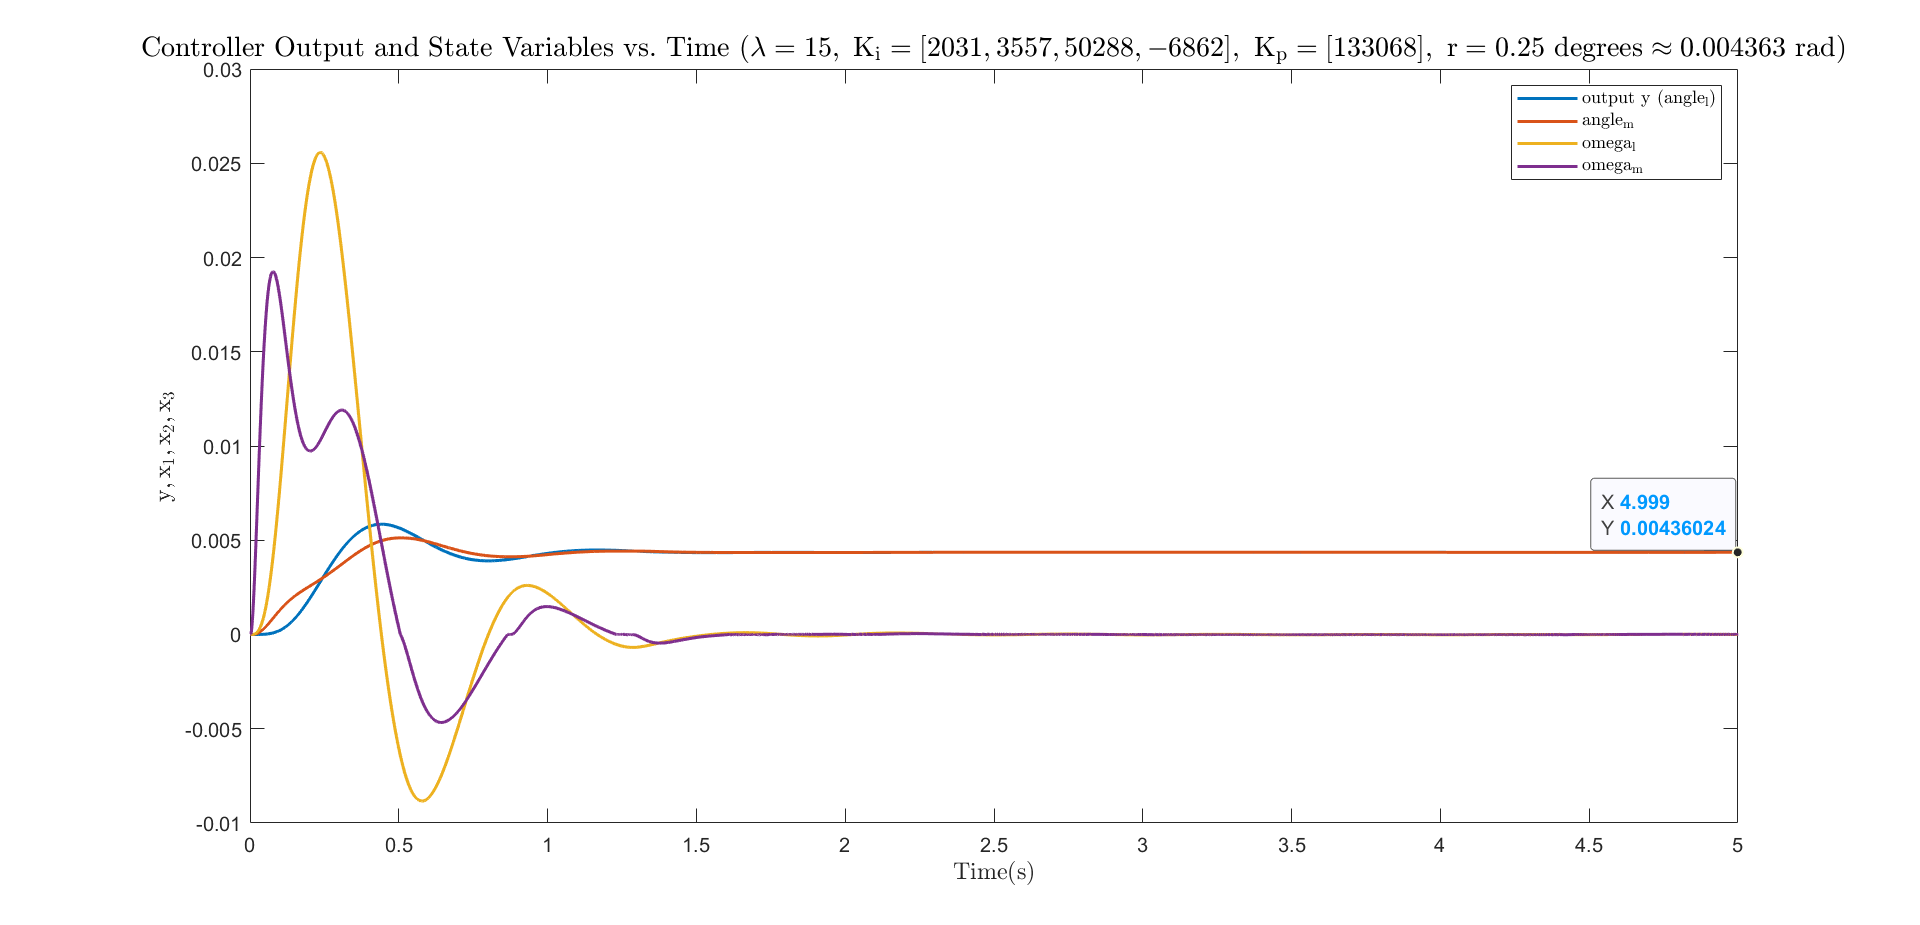 Controller Output and State Variables vs. Time (λ = 15, Kᵢ = [2031, 3557, 50288, −6862], Kₚ = [133068], r = 0.25 degrees ≈ 0.004363 rad)
0.03
0.025
0.02
0.015
0.01
0.005
0
-0.005
-0.01
y, x₁, x₂, x₃
output y (angleₗ)
angleₘ
omegaₗ
omegaₘ
X 4.999
Y 0.00436024
0 0.5 1 1.5 2 2.5 3 3.5 4 4.5 5
Time(s)